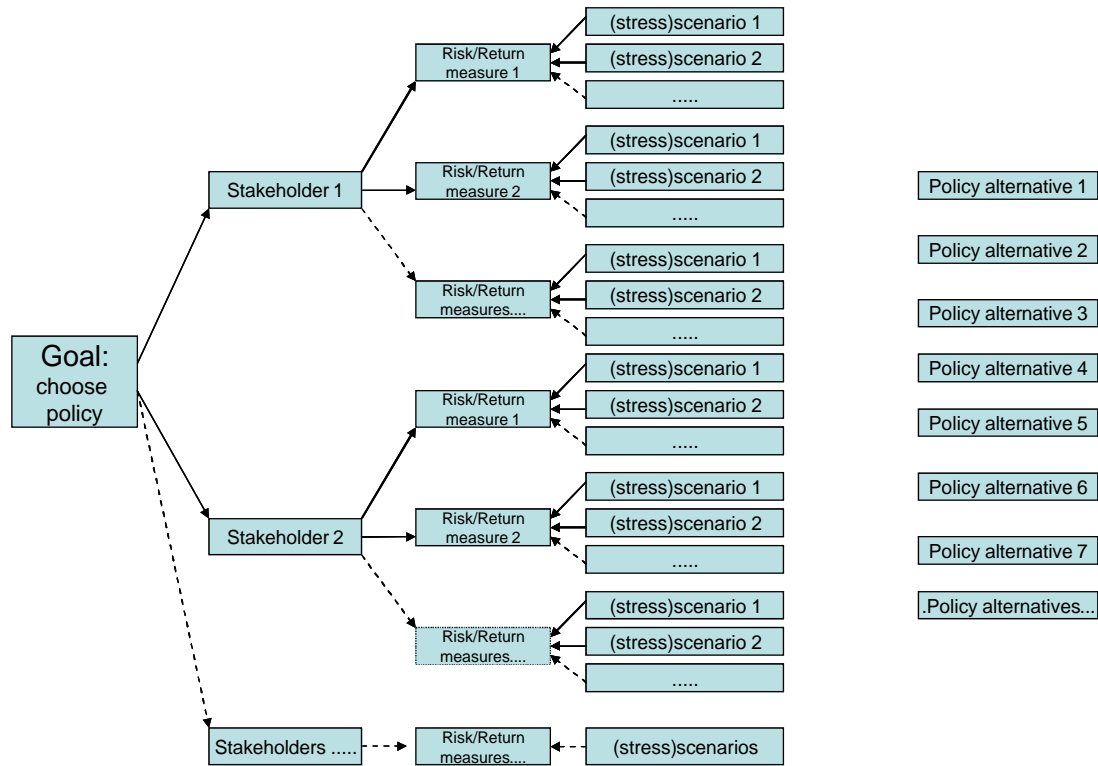 Goal:
choose
policy
Stakeholder 1
Risk/Return
measure 1
(stress)scenario 1
(stress)scenario 2
.....
Risk/Return
measure 2
(stress)scenario 1
(stress)scenario 2
.....
Risk/Return
measures....
(stress)scenario 1
(stress)scenario 2
.....
Stakeholder 2
Risk/Return
measure 1
(stress)scenario 1
(stress)scenario 2
.....
Risk/Return
measure 2
(stress)scenario 1
(stress)scenario 2
.....
Risk/Return
measures....
(stress)scenario 1
(stress)scenario 2
.....
Stakeholders .....
Risk/Return
measures....
(stress)scenarios
Policy alternative 1
Policy alternative 2
Policy alternative 3
Policy alternative 4
Policy alternative 5
Policy alternative 6
Policy alternative 7
.Policy alternatives...